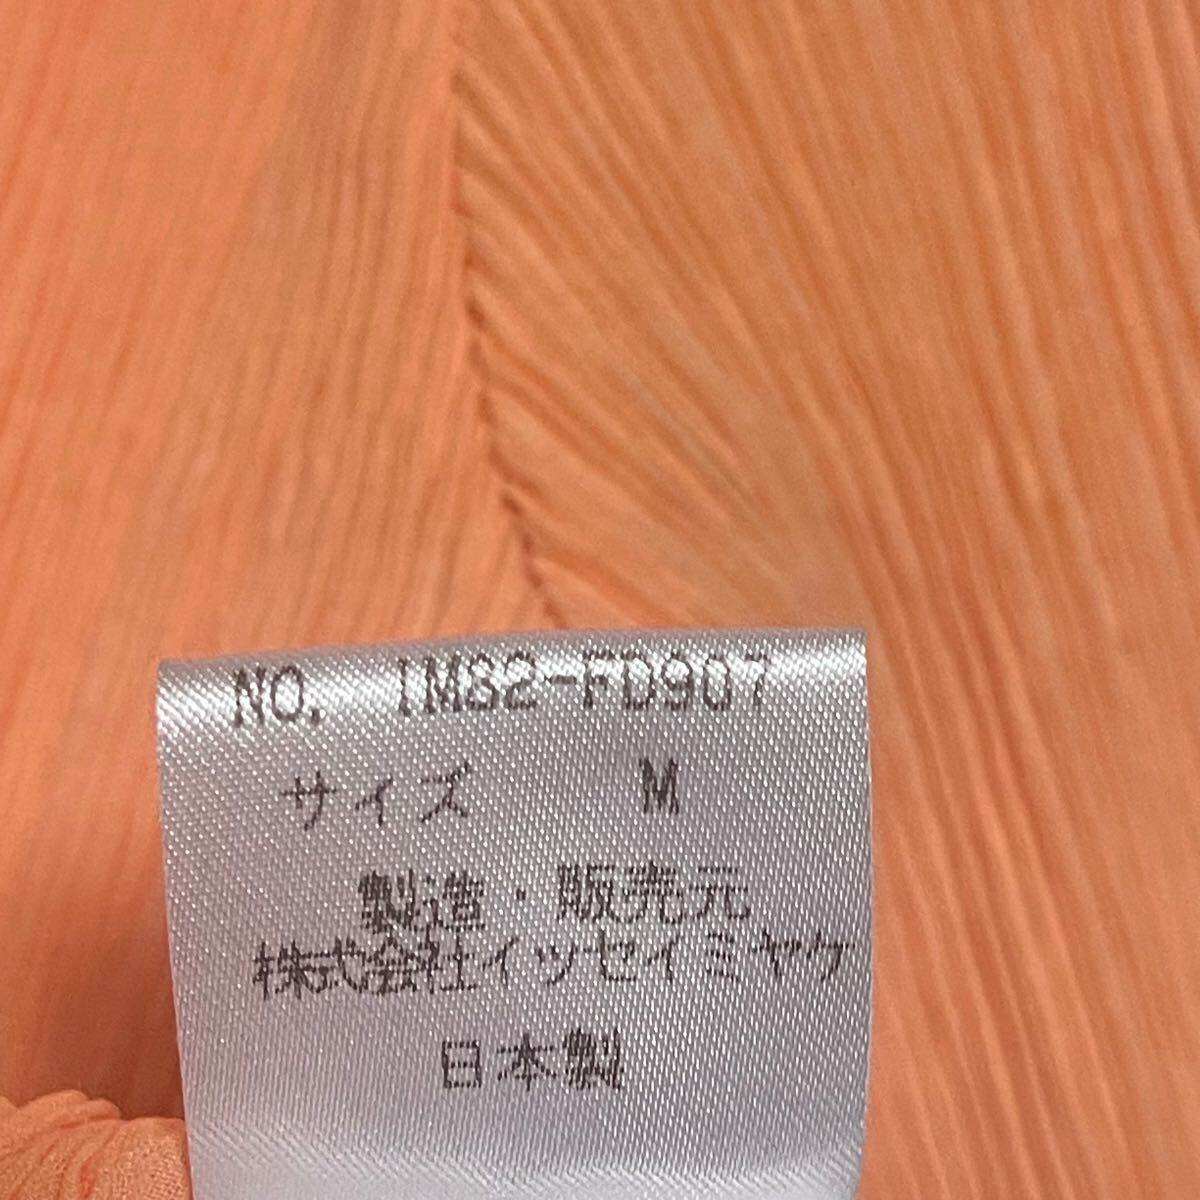 NO. IMS2-FD907
サイズ M
製造・販売元
株式会社イッセイミヤケ
日本製